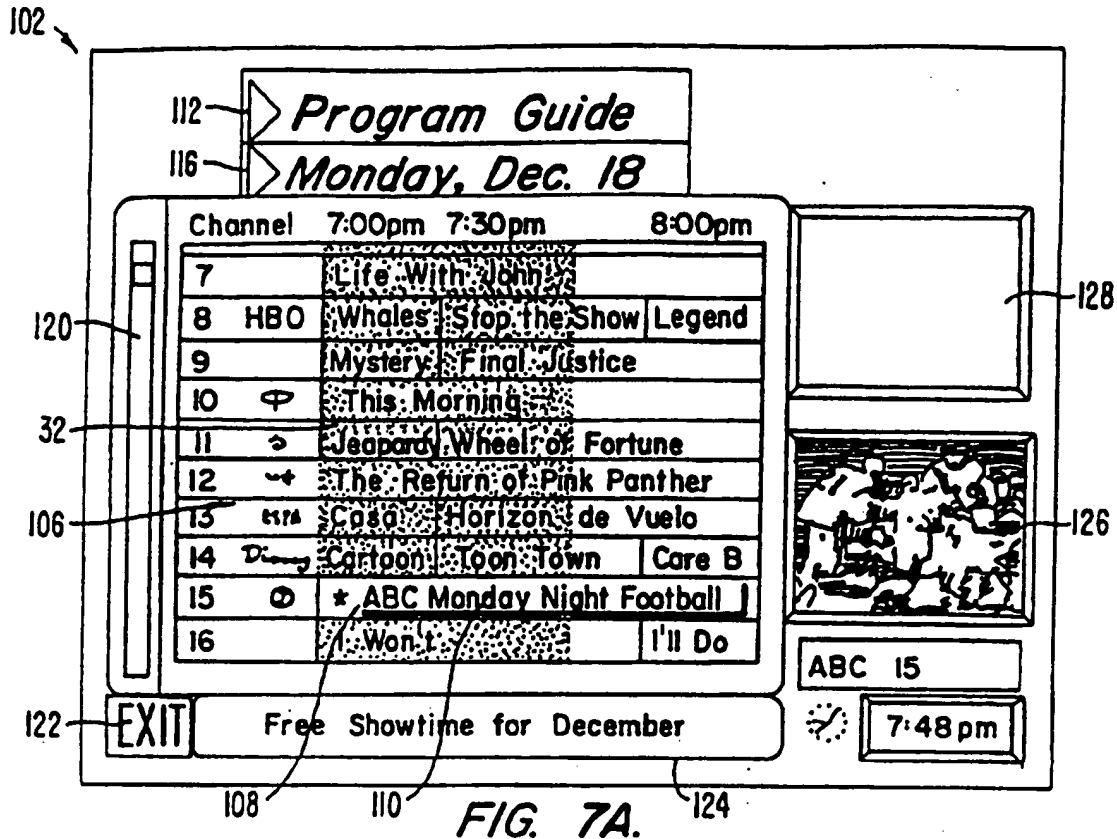 102
112
Program Guide
116
Monday, Dec. 18
Channel 7:00pm 7:30pm 8:00pm
7 Life With John
120
128
8 HBO Whales Stop the Show Legend
9 Mystery Final Justice
10 This Morning
32
11 Jeapardy Wheel of Fortune
12 The Return of Pink Panther
106
13 Casa Horizon de Vuelo
126
14 Disney Cartoon Toon Town Care B
15 * ABC Monday Night Football
16 I Won't I'll Do
ABC 15
122
EXIT
Free Showtime for December
7:48pm
108
110
124
FIG. 7A.